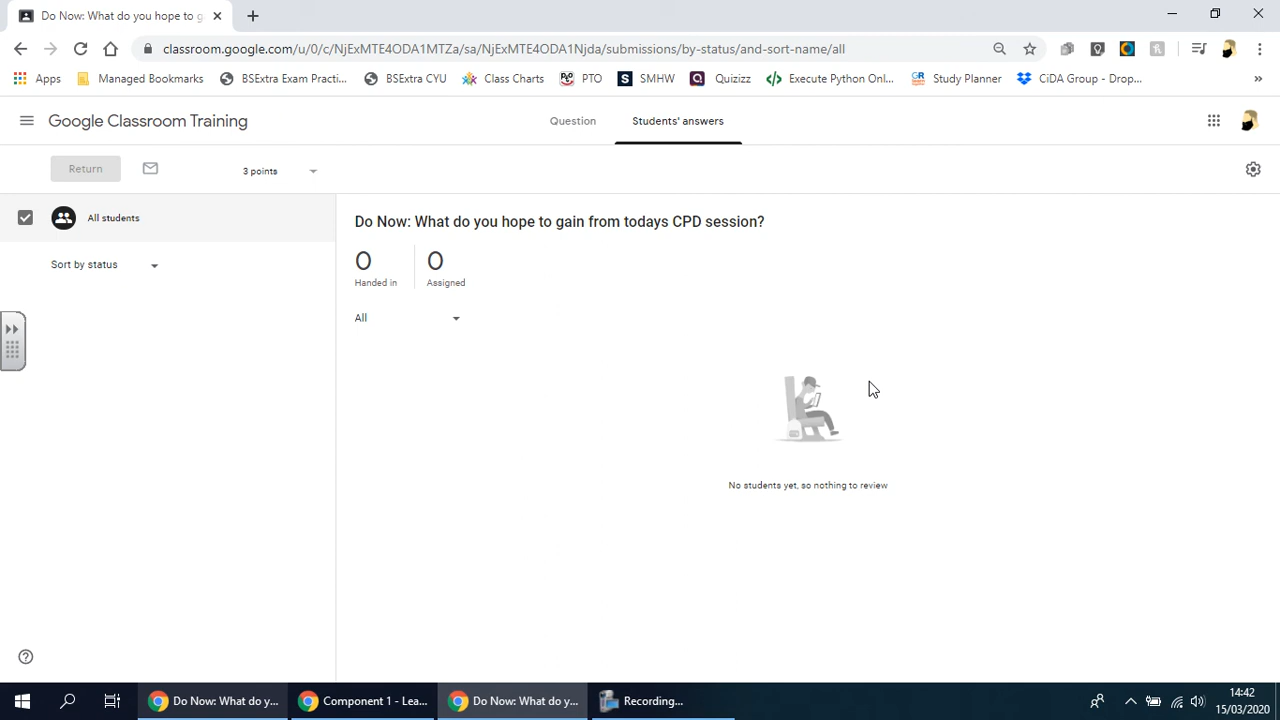 Do Now: What do you hope to g
classroom.google.com/u/0/c/NjExMTE4ODA1MTZa/sa/NjExMTE4ODA1Njda/submissions/by-status/and-sort-name/all
Apps Managed Bookmarks BSExtra Exam Practi... BSExtra CYU Class Charts PTO SMHW Quizizz Execute Python Onl... Study Planner CiDA Group - Drop... »
Google Classroom Training Question Students' answers
Return 3 points
All students
Sort by status
Do Now: What do you hope to gain from todays CPD session?
0 0
Handed in Assigned
All
No students yet, so nothing to review
Do Now: What do y... Component 1 - Lea... Do Now: What do y... Recording...
14:42
15/03/2020